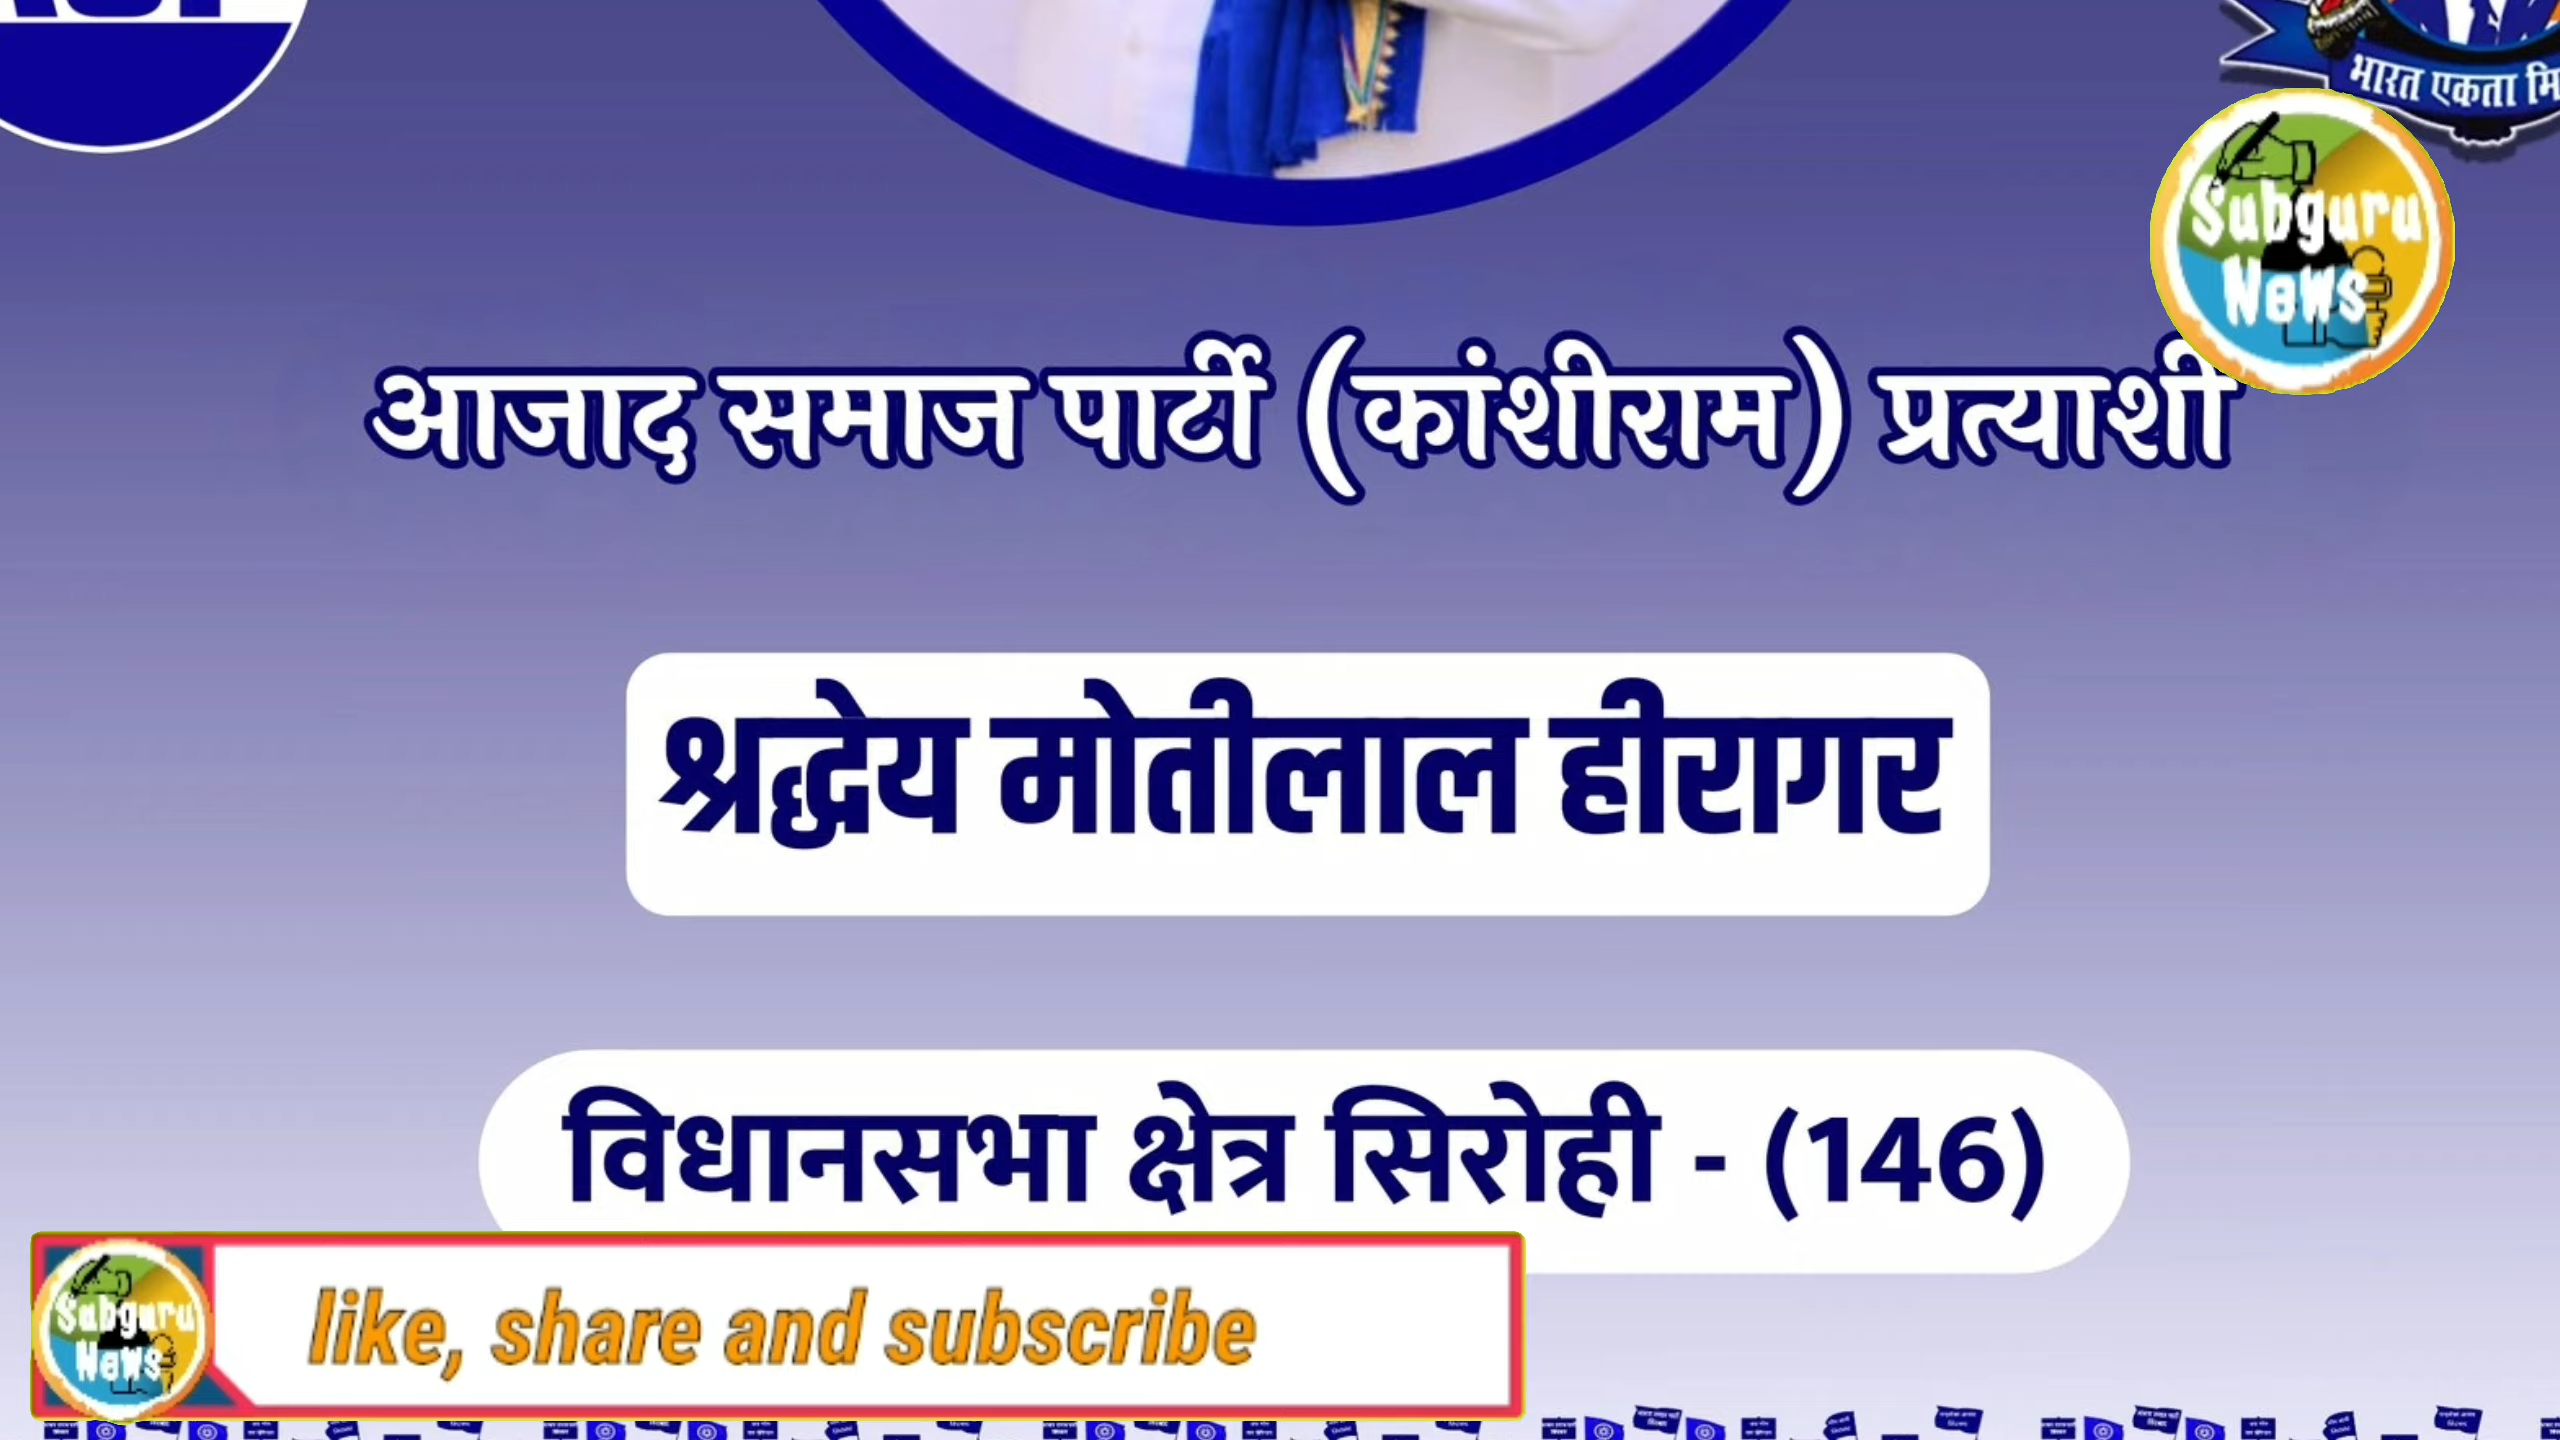 भारत एकता मि
Subguru
News
आजाद समाज पार्टी (कांशीराम) प्रत्याशी
श्रद्धेय मोतीलाल हीरागर
विधानसभा क्षेत्र सिरोही - (146)
Subguru
News
like, share and subscribe